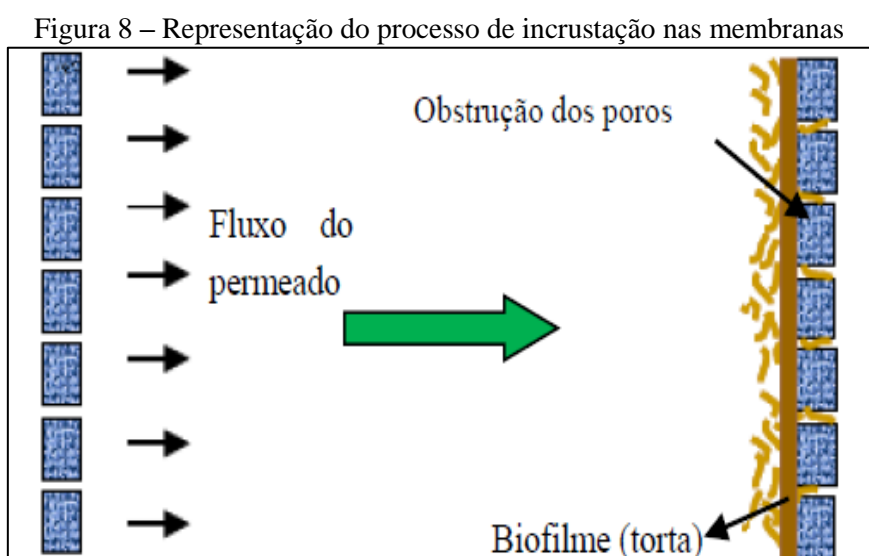 Figura 8 – Representação do processo de incrustação nas membranas
Obstrução dos poros
Fluxo do
permeado
Biofilme (torta)